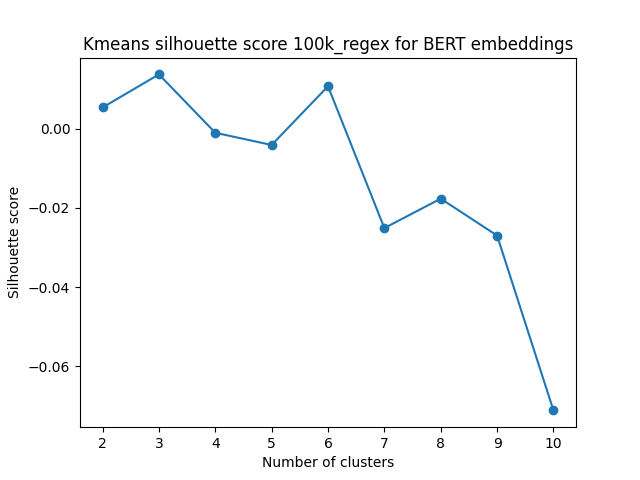 Kmeans silhouette score 100k_regex for BERT embeddings
Silhouette score
0.00
−0.02
−0.04
−0.06
2 3 4 5 6 7 8 9 10
Number of clusters